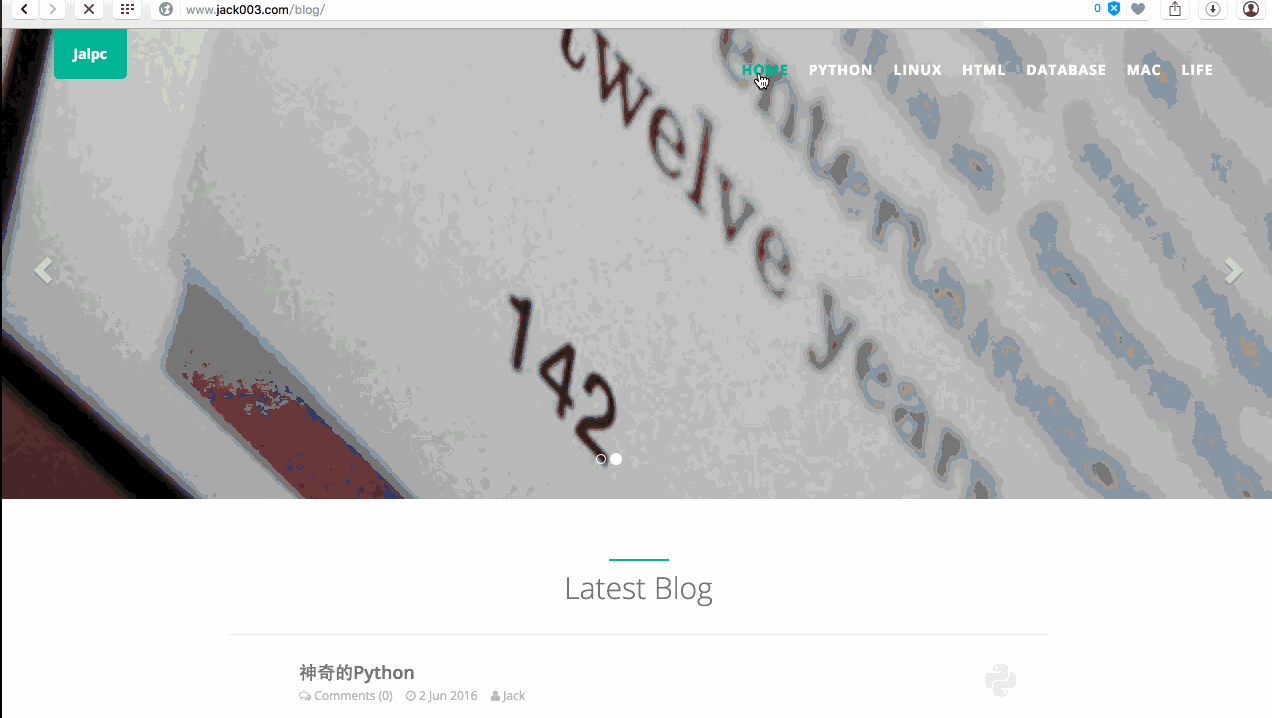 0
www.jack003.com/blog/
Jalpc
HOME PYTHON LINUX HTML DATABASE MAC LIFE
twelve year
142
Latest Blog
神奇的Python
Comments (0) 2 Jun 2016 Jack